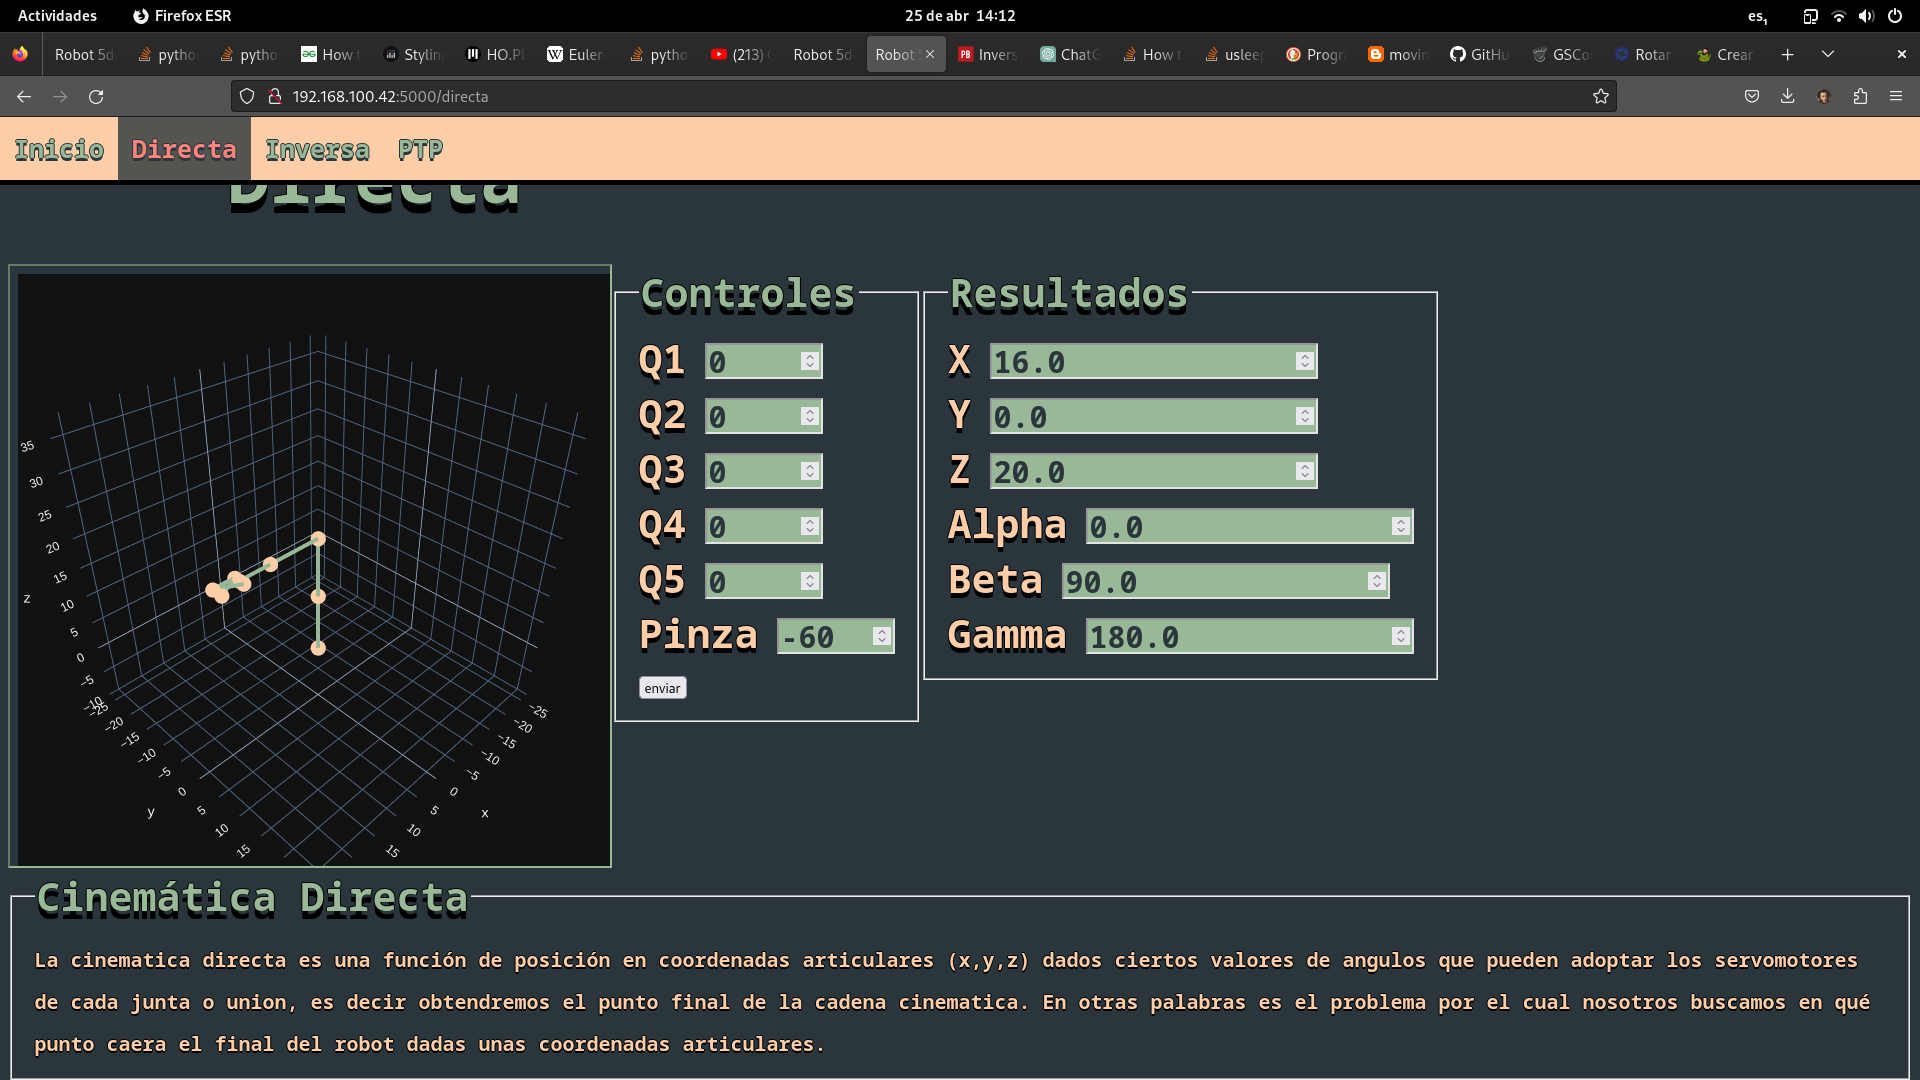 Actividades Firefox ESR 25 de abr 14:12 es1
Robot 5d pytho pytho How t Stylin HO.PD Euler pytho (213) Robot 5d Robot Invers ChatG How t uslee Progr movin GitHu GSCo Rotar Crear
192.168.100.42:5000/directa
Inicio Directa Inversa PTP
Directa
Controles
Q1 0
Q2 0
Q3 0
Q4 0
Q5 0
Pinza -60
enviar
Resultados
X 16.0
Y 0.0
Z 20.0
Alpha 0.0
Beta 90.0
Gamma 180.0
35
30
25
20
15
10
5
0
−5
−10
z
−25
−20
−15
−10
−5
0
5
10
15
y
−25
−20
−15
−10
−5
0
5
10
15
x
Cinemática Directa
La cinematica directa es una función de posición en coordenadas articulares (x,y,z) dados ciertos valores de angulos que pueden adoptar los servomotores
de cada junta o union, es decir obtendremos el punto final de la cadena cinematica. En otras palabras es el problema por el cual nosotros buscamos en qué
punto caera el final del robot dadas unas coordenadas articulares.